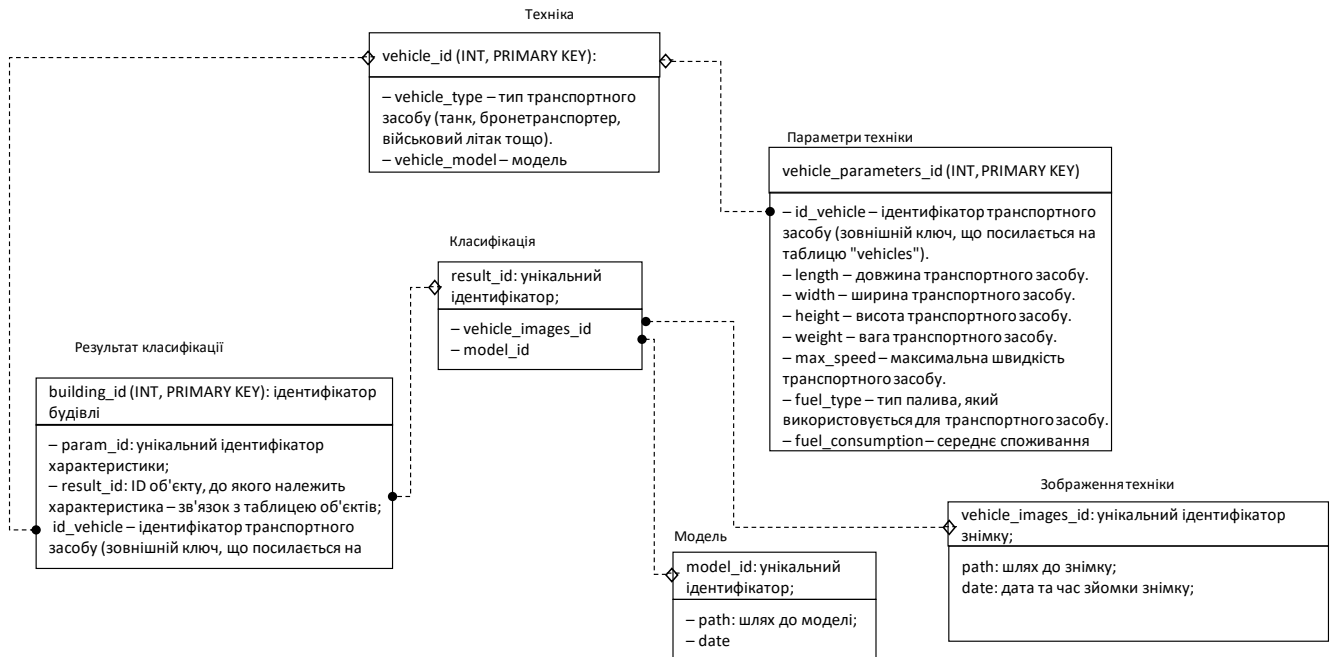 Техніка
vehicle_id (INT, PRIMARY KEY):
– vehicle_type – тип транспортного
засобу (танк, бронетранспортер,
військовий літак тощо).
– vehicle_model – модель
Параметри техніки
vehicle_parameters_id (INT, PRIMARY KEY)
– id_vehicle – ідентифікатор транспортного
засобу (зовнішній ключ, що посилається на
таблицю "vehicles").
– length – довжина транспортного засобу.
– width – ширина транспортного засобу.
– height – висота транспортного засобу.
– weight – вага транспортного засобу.
– max_speed – максимальна швидкість
транспортного засобу.
– fuel_type – тип палива, який
використовується для транспортного засобу.
– fuel_consumption – середнє споживання
Класифікація
result_id: унікальний
ідентифікатор;
– vehicle_images_id
– model_id
Результат класифікації
building_id (INT, PRIMARY KEY): ідентифікатор
будівлі
– param_id: унікальний ідентифікатор
характеристики;
– result_id: ID об'єкту, до якого належить
характеристика – зв'язок з таблицею об'єктів;
id_vehicle – ідентифікатор транспортного
засобу (зовнішній ключ, що посилається на
Зображення техніки
vehicle_images_id: унікальний ідентифікатор
знімку;
path: шлях до знімку;
date: дата та час зйомки знімку;
Модель
model_id: унікальний
ідентифікатор;
– path: шлях до моделі;
– date